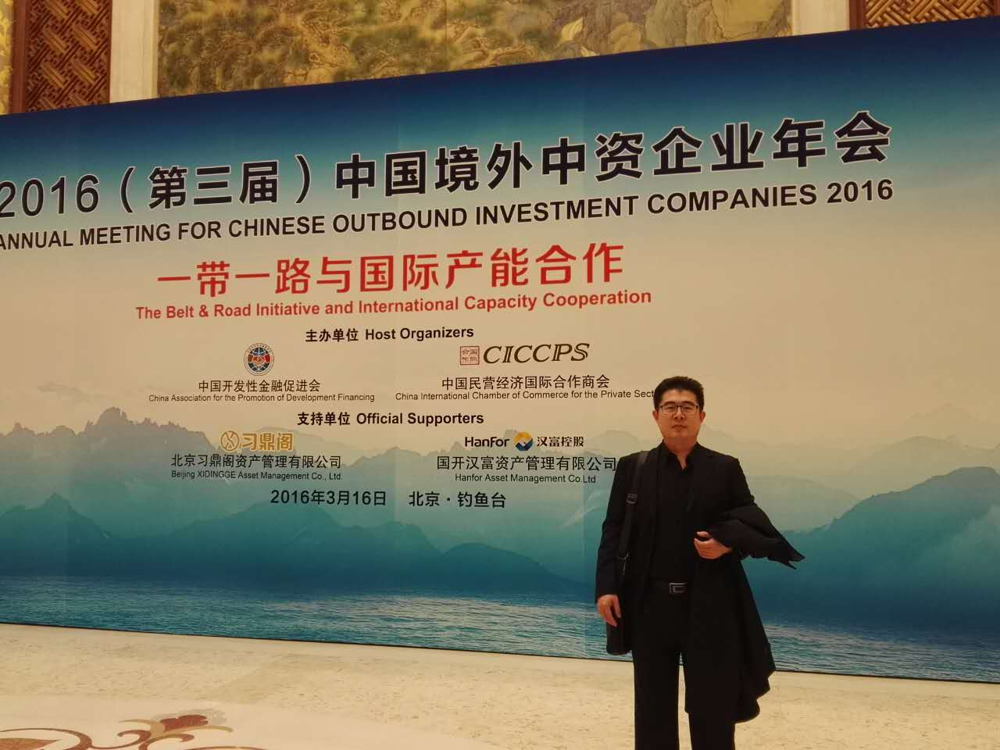 2016（第三届）中国境外中资企业年会
ANNUAL MEETING FOR CHINESE OUTBOUND INVESTMENT COMPANIES 2016
一带一路与国际产能合作
The Belt & Road Initiative and International Capacity Cooperation
主办单位 Host Organizers
CICCPS
中国开发性金融促进会
China Association for the Promotion of Development Financing
中国民营经济国际合作商会
China International Chamber of Commerce for the Private Sect
支持单位 Official Supporters
习鼎阁
HanFor 汉富控股
北京习鼎阁资产管理有限公司
Beijing XIDINGGE Asset Management Co., Ltd.
国开汉富资产管理有限公司
Hanfor Asset Management Co.Ltd
2016年3月16日 北京·钓鱼台